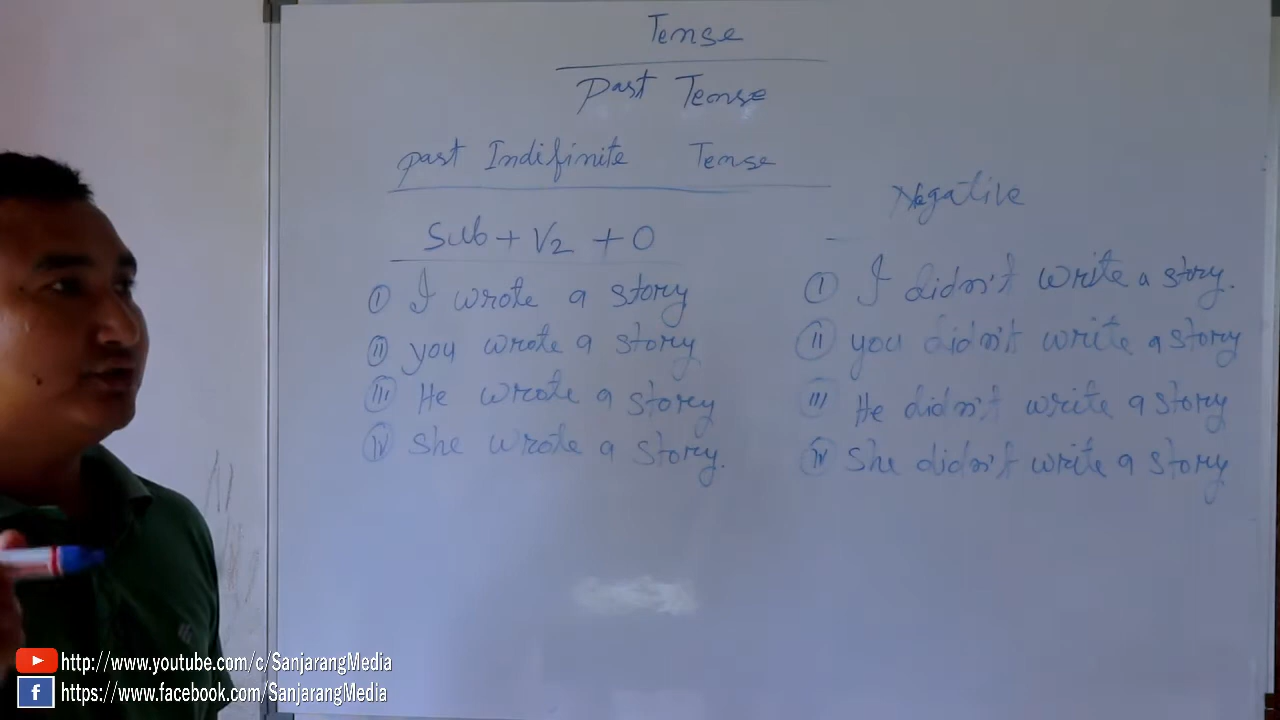 Tense
Past Tense
past Indifinite Tense
Sub + V2 + O
(i) I wrote a story
(ii) you wrote a story
(iii) He wrote a story
(iv) she wrote a story.
Negative
(i) I didn't write a story.
(ii) you didn't write a story
(iii) He didn't write a story
(iv) She didn't write a story
http://www.youtube.com/c/SanjarangMedia
https://www.facebook.com/SanjarangMedia